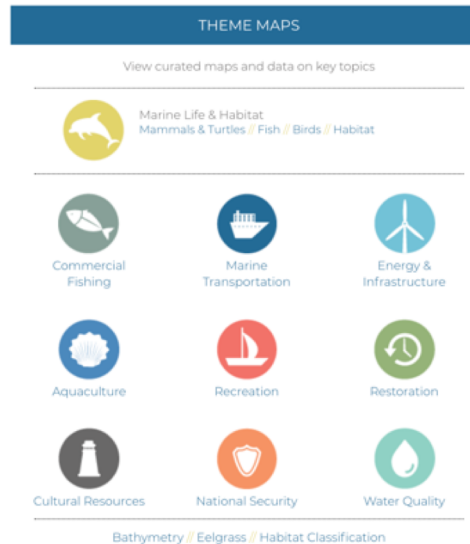 THEME MAPS
View curated maps and data on key topics
Marine Life & Habitat
Mammals & Turtles // Fish // Birds // Habitat
Commercial
Fishing
Marine
Transportation
Energy &
Infrastructure
Aquaculture
Recreation
Restoration
Cultural Resources
National Security
Water Quality
Bathymetry // Eelgrass // Habitat Classification